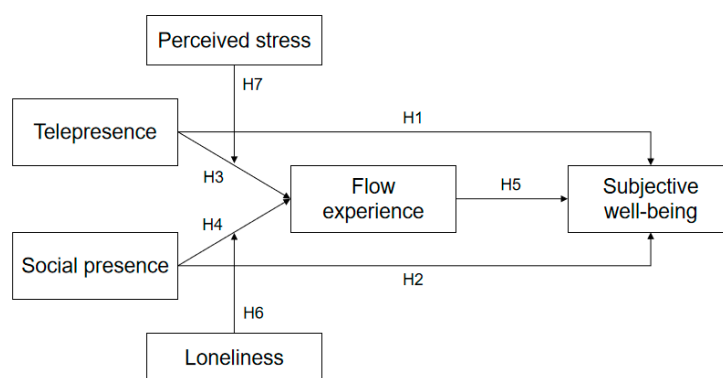 Perceived stress
H7
Telepresence
H1
H3
Flow
experience
H5
Subjective
well-being
H4
Social presence
H2
H6
Loneliness